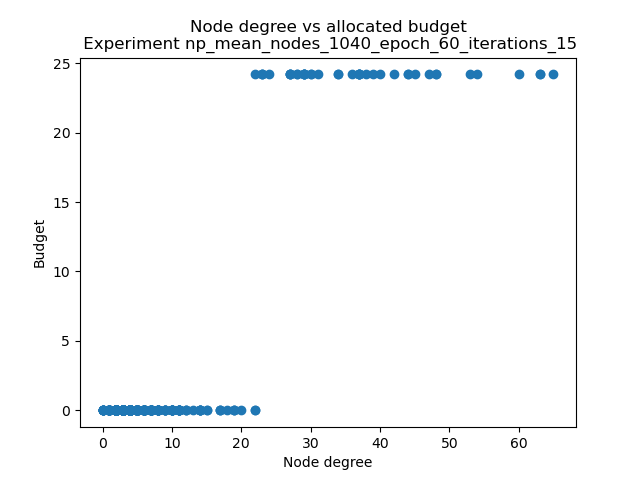 Node degree vs allocated budget
Experiment np_mean_nodes_1040_epoch_60_iterations_15
25
20
15
10
5
0
Budget
0 10 20 30 40 50 60
Node degree